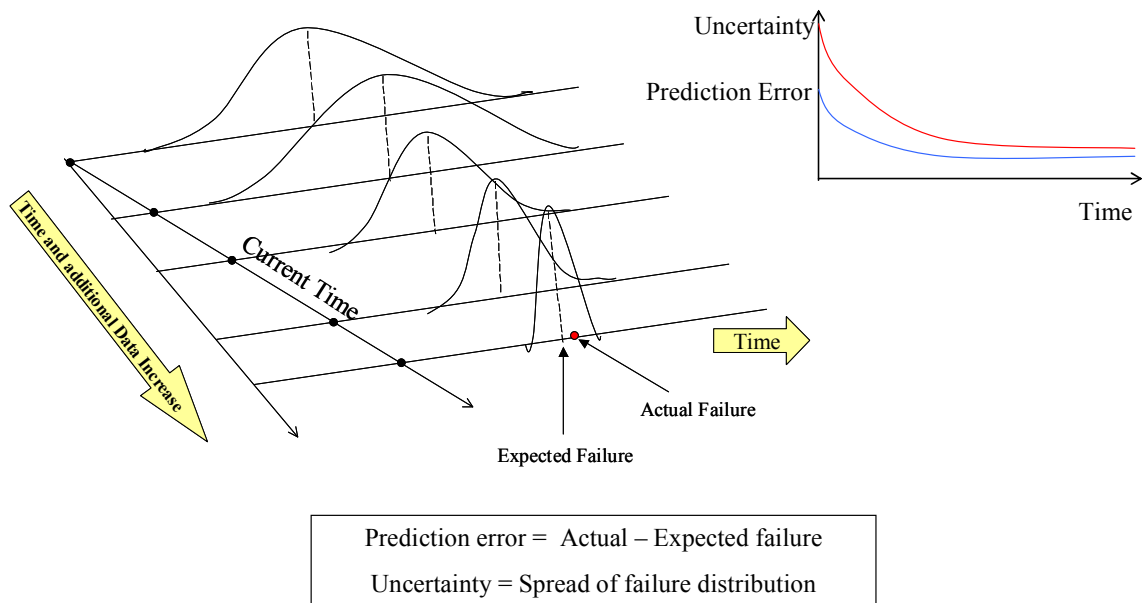 Uncertainty
Prediction Error
Time
Time and additional Data Increase
Current Time
Time
Actual Failure
Expected Failure
Prediction error = Actual – Expected failure
Uncertainty = Spread of failure distribution